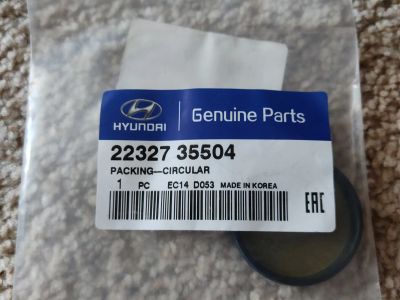 HYUNDAI
Genuine Parts
22327 35504
PACKING—CIRCULAR
1 PC EC14 D053 MADE IN KOREA
EAC